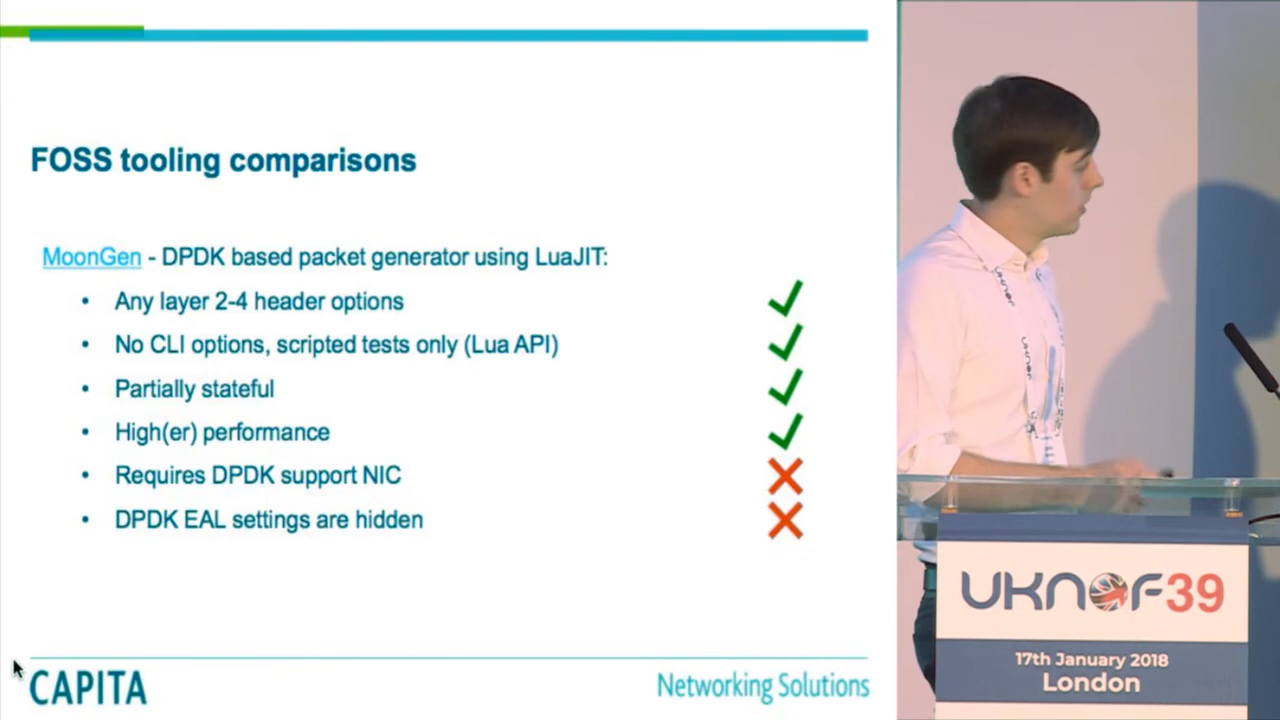 FOSS tooling comparisons
MoonGen - DPDK based packet generator using LuaJIT:
• Any layer 2-4 header options
• No CLI options, scripted tests only (Lua API)
• Partially stateful
• High(er) performance
• Requires DPDK support NIC
• DPDK EAL settings are hidden
CAPITA
Networking Solutions
UKNOF39
17th January 2018
London